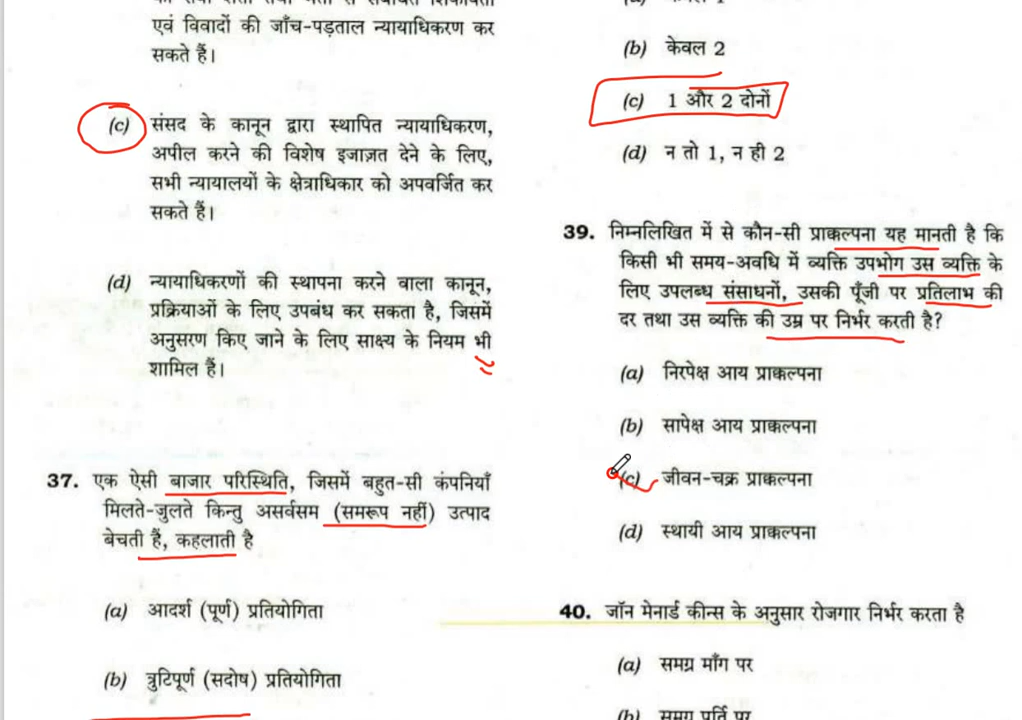 एवं विवादों की जाँच-पड़ताल न्यायाधिकरण कर
सकते हैं।
(c) संसद के कानून द्वारा स्थापित न्यायाधिकरण,
अपील करने की विशेष इजाज़त देने के लिए,
सभी न्यायालयों के क्षेत्राधिकार को अपवर्जित कर
सकते हैं।
(d) न्यायाधिकरणों की स्थापना करने वाला कानून,
प्रक्रियाओं के लिए उपबंध कर सकता है, जिसमें
अनुसरण किए जाने के लिए साक्ष्य के नियम भी
शामिल हैं।
37. एक ऐसी बाजार परिस्थिति, जिसमें बहुत-सी कंपनियाँ
मिलते-जुलते किन्तु असर्वसम (समरूप नहीं) उत्पाद
बेचती हैं, कहलाती है
(a) आदर्श (पूर्ण) प्रतियोगिता
(b) त्रुटिपूर्ण (सदोष) प्रतियोगिता
(b) केवल 2
(c) 1 और 2 दोनों
(d) न तो 1, न ही 2
39. निम्नलिखित में से कौन-सी प्राक्कल्पना यह मानती है कि
किसी भी समय-अवधि में व्यक्ति उपभोग उस व्यक्ति के
लिए उपलब्ध संसाधनों, उसकी पूँजी पर प्रतिलाभ की
दर तथा उस व्यक्ति की उम्र पर निर्भर करती है?
(a) निरपेक्ष आय प्राक्कल्पना
(b) सापेक्ष आय प्राक्कल्पना
(c) जीवन-चक्र प्राक्कल्पना
(d) स्थायी आय प्राक्कल्पना
40. जॉन मेनार्ड कीन्स के अनुसार रोजगार निर्भर करता है
(a) समग्र माँग पर
(b) समग्र पूर्ति पर